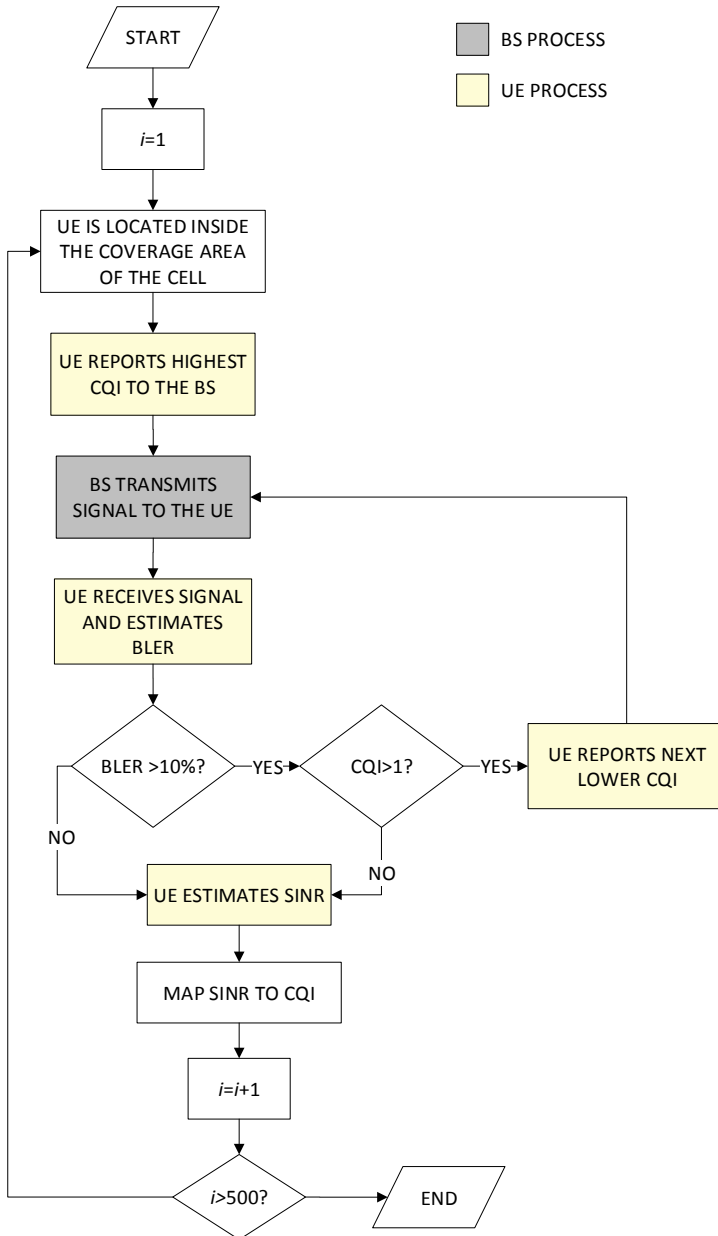 START
BS PROCESS
UE PROCESS
i=1
UE IS LOCATED INSIDE
THE COVERAGE AREA
OF THE CELL
UE REPORTS HIGHEST
CQI TO THE BS
BS TRANSMITS
SIGNAL TO THE UE
UE RECEIVES SIGNAL
AND ESTIMATES
BLER
BLER >10%?
YES
CQI>1?
YES
UE REPORTS NEXT
LOWER CQI
NO
NO
UE ESTIMATES SINR
MAP SINR TO CQI
i=i+1
i>500?
END